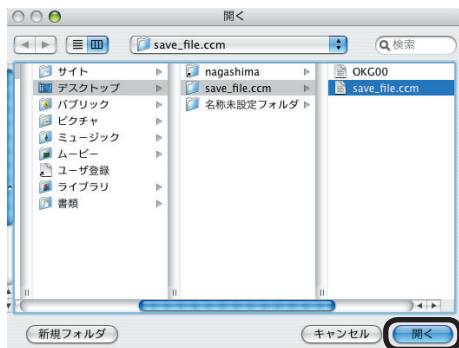 開く
save_file.ccm
検索
サイト
デスクトップ
パブリック
ピクチャ
ミュージック
ムービー
ユーザ登録
ライブラリ
書類
nagashima
save_file.ccm
名称未設定フォルダ
OKG00
save_file.ccm
新規フォルダ
キャンセル
開く